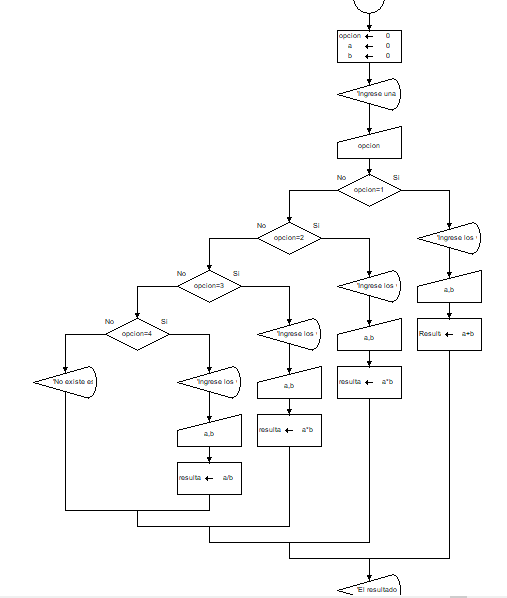 opcion ← 0
a ← 0
b ← 0
'Ingrese una
opcion
No
Si
opcion=1
No
Si
opcion=2
'Ingrese los
No
Si
opcion=3
'Ingrese los
a,b
No
Si
opcion=4
'Ingrese los
a,b
Result ← a+b
'No existe es
'Ingrese los
a,b
resulta ← a*b
a,b
resulta ← a*b
resulta ← a/b
'El resultado